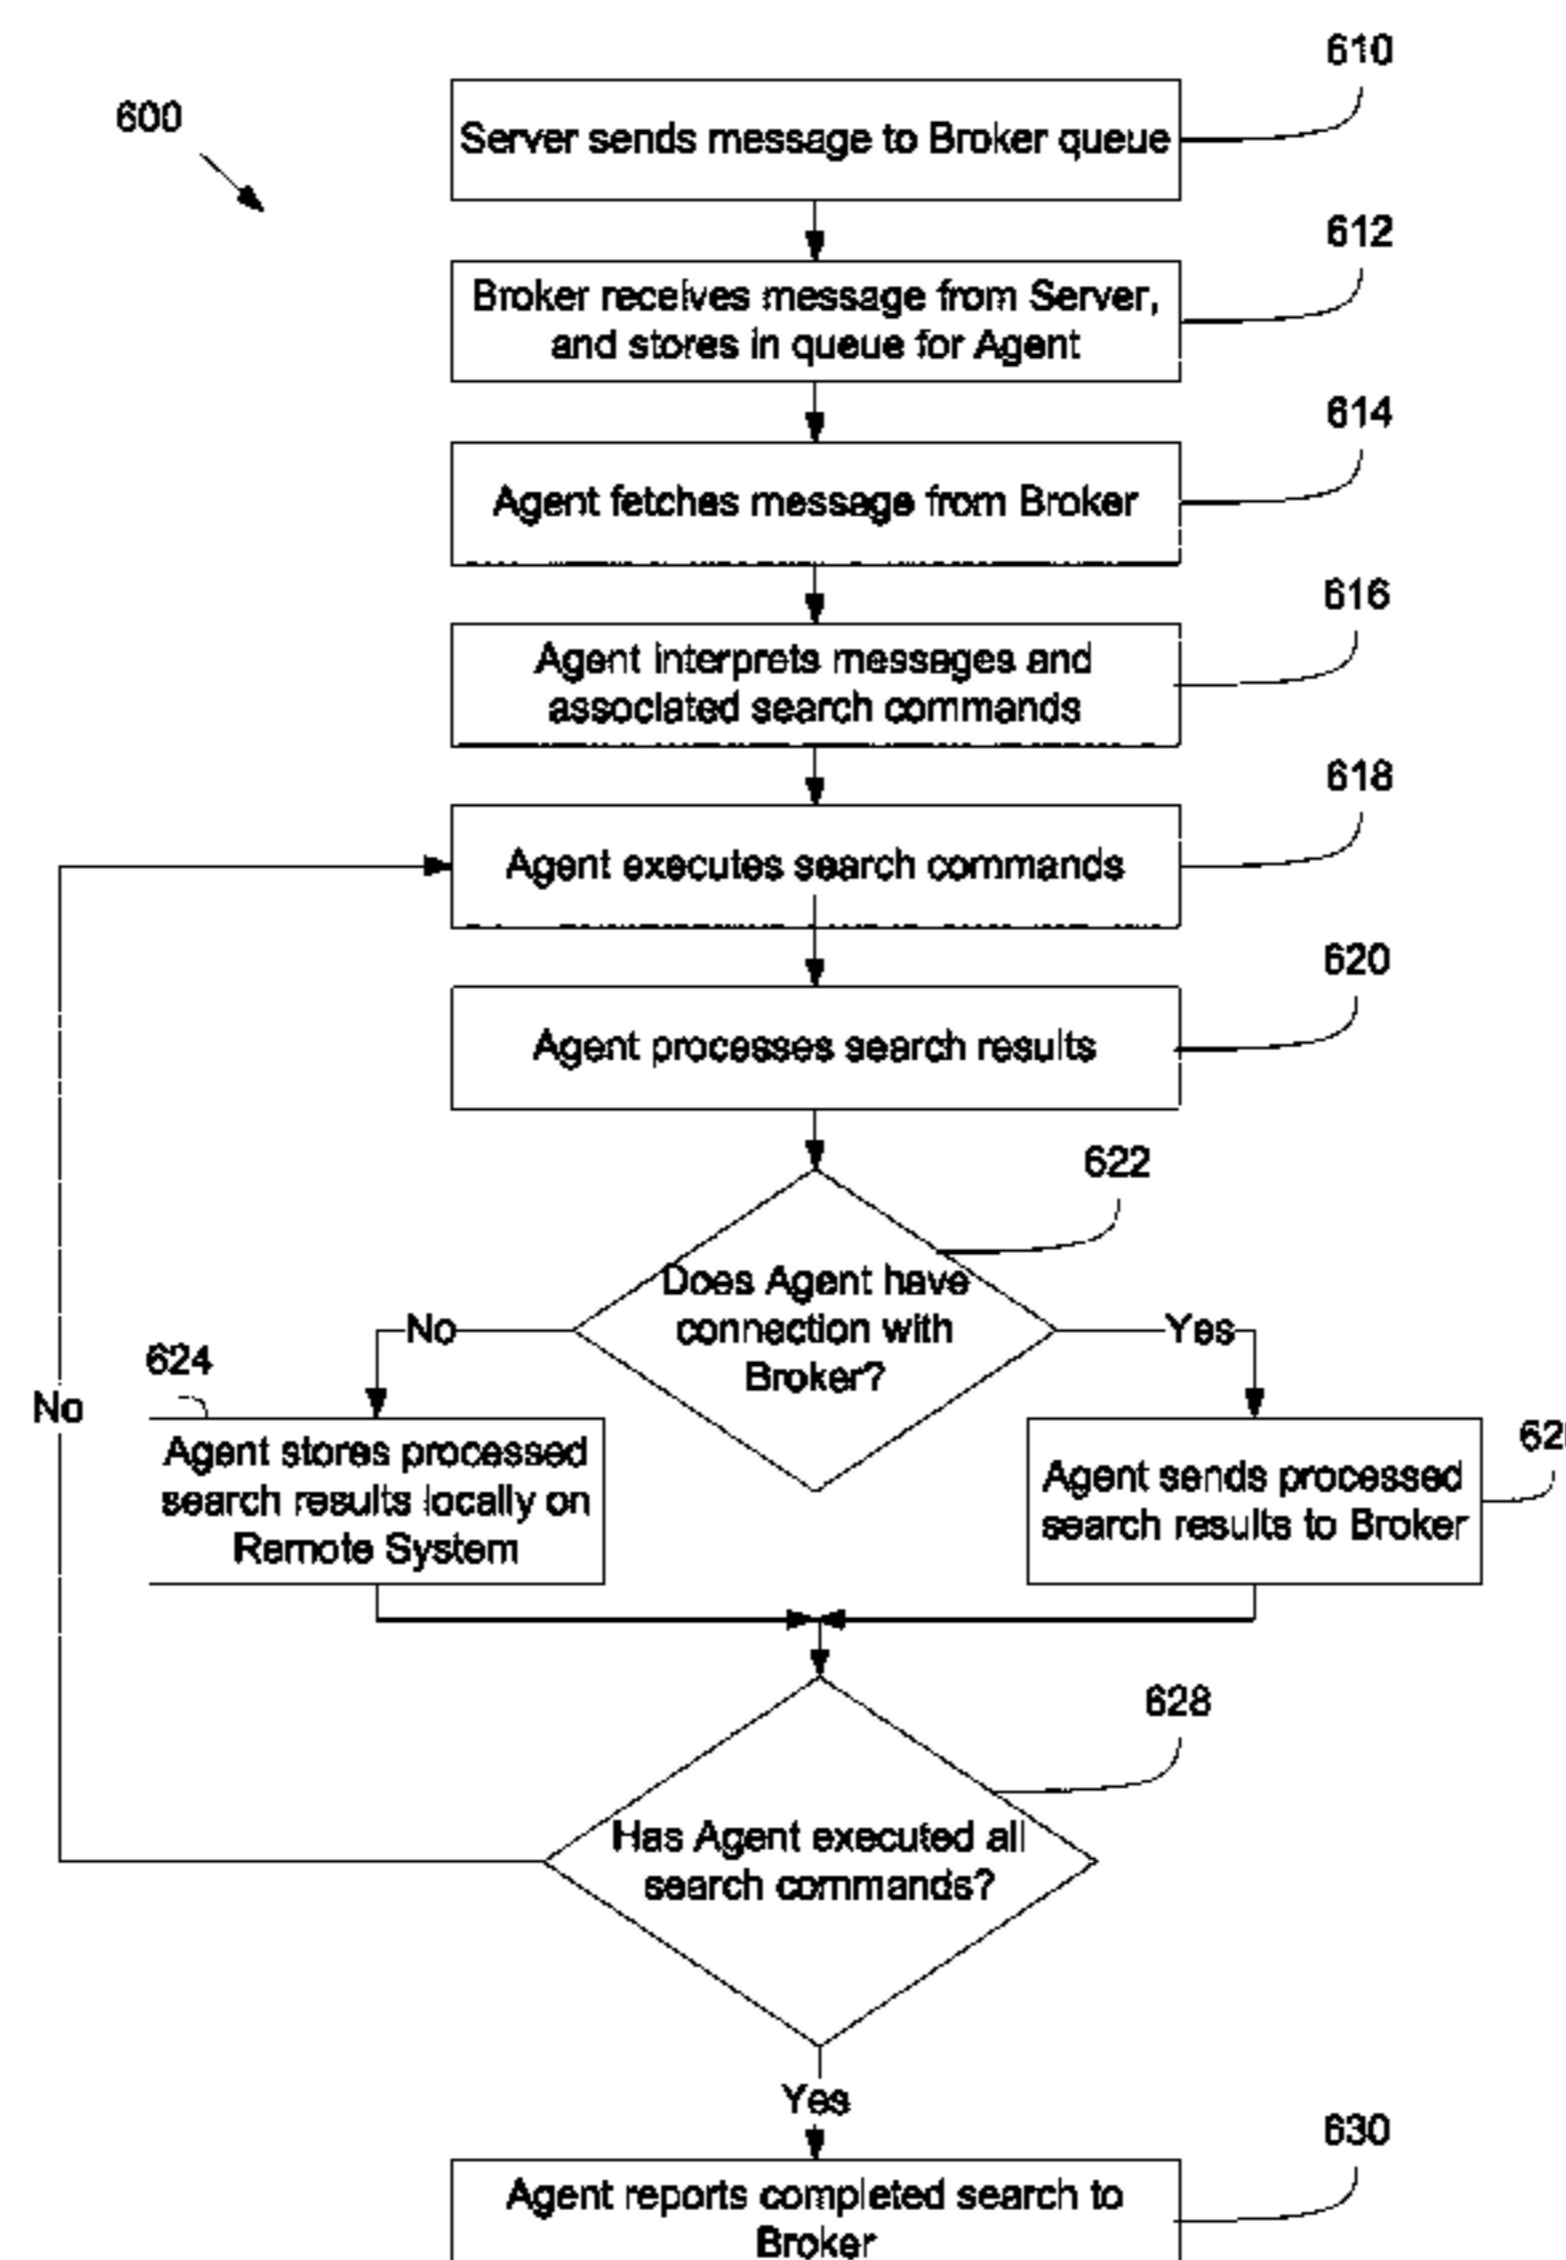 610
600
Server sends message to Broker queue
612
Broker receives message from Server,
and stores in queue for Agent
614
Agent fetches message from Broker
616
Agent interprets messages and
associated search commands
618
Agent executes search commands
620
Agent processes search results
622
Does Agent have
connection with
Broker?
No
Yes
624
No
Agent stores processed
search results locally on
Remote System
Agent sends processed
search results to Broker
628
Has Agent executed all
search commands?
Yes
630
Agent reports completed search to
Broker